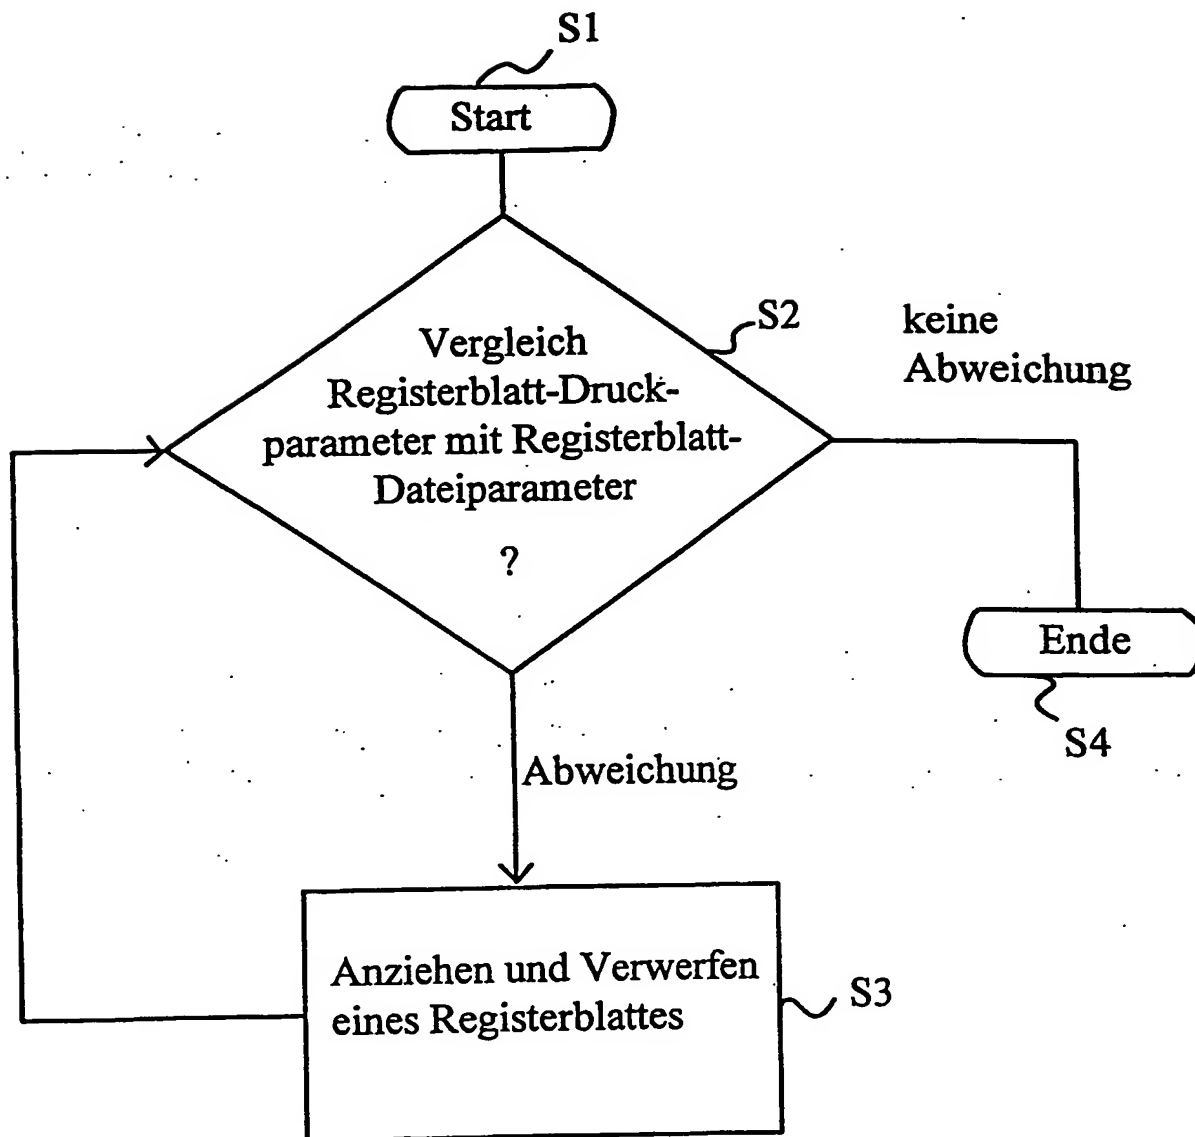 S1
Start
S2
keine
Abweichung
Vergleich
Registerblatt-Druck-
parameter mit Registerblatt-
Dateiparameter
?
Ende
S4
Abweichung
Anziehen und Verwerfen
eines Registerblattes
S3